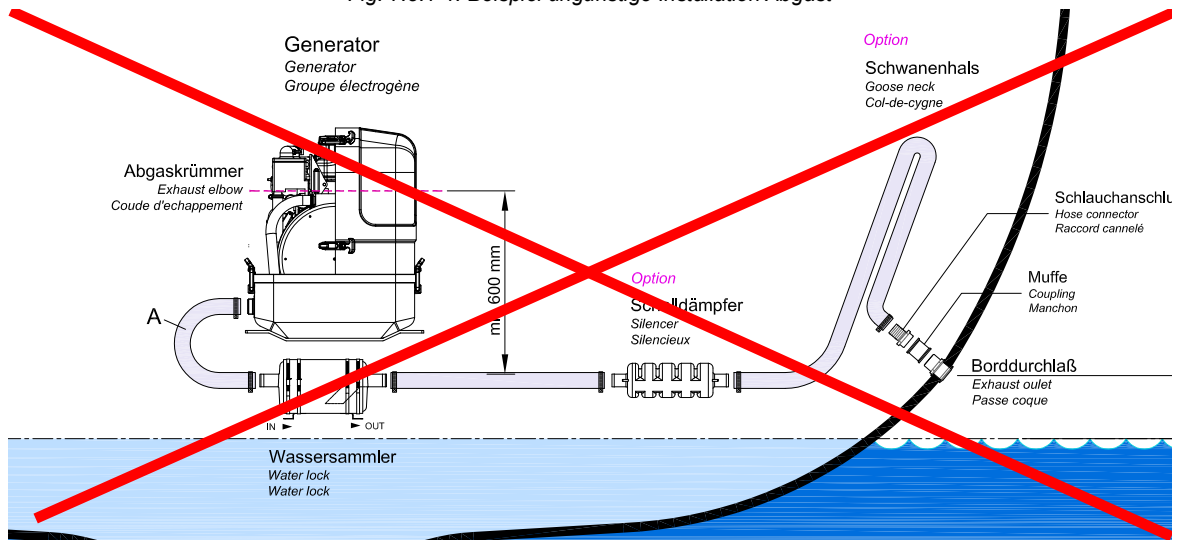 Generator
Generator
Groupe électrogène
Option
Schwanenhals
Goose neck
Col-de-cygne
Abgaskrümmer
Exhaust elbow
Coude d'echappement
Schlauchanschlu
Hose connector
Raccord cannelé
600 mm
Option
Silencer
Silencieux
Muffe
Coupling
Manchon
A
Borddurchlaß
Exhaust oulet
Passe coque
IN
OUT
Wassersammler
Water lock
Water lock